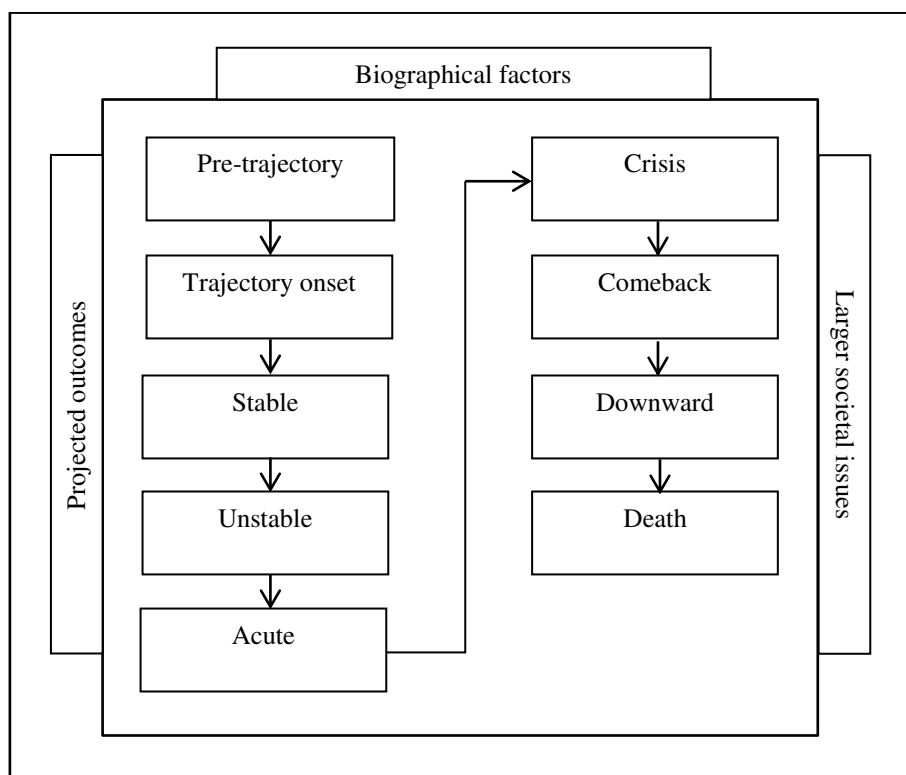 Biographical factors
Projected outcomes
Pre-trajectory
Trajectory onset
Stable
Unstable
Acute
Crisis
Comeback
Downward
Death
Larger societal issues